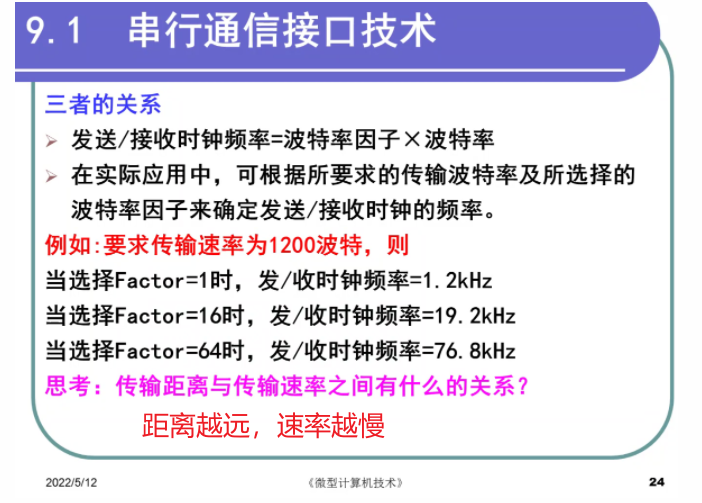 9.1 串行通信接口技术
三者的关系
发送/接收时钟频率=波特率因子×波特率
在实际应用中，可根据所要求的传输波特率及所选择的
波特率因子来确定发送/接收时钟的频率。
例如:要求传输速率为1200波特，则
当选择Factor=1时，发/收时钟频率=1.2kHz
当选择Factor=16时，发/收时钟频率=19.2kHz
当选择Factor=64时，发/收时钟频率=76.8kHz
思考：传输距离与传输速率之间有什么的关系？
距离越远，速率越慢
2022/5/12 《微型计算机技术》 24